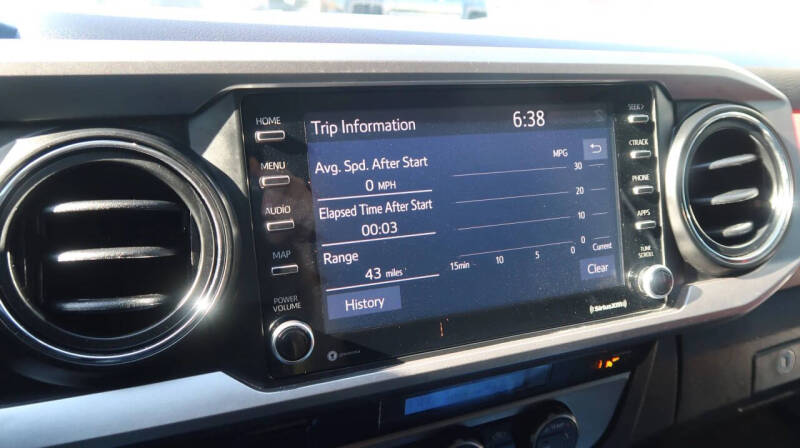 HOME
MENU
AUDIO
MAP
POWER
VOLUME
Trip Information
6:38
Avg. Spd. After Start
0 MPH
Elapsed Time After Start
00:03
Range
43 miles
History
MPG
30
20
10
0
15min 10 5 0
Current
Clear
SEEK>
<TRACK
PHONE
APPS
TUNE
SCROLL
((SiriusXM))